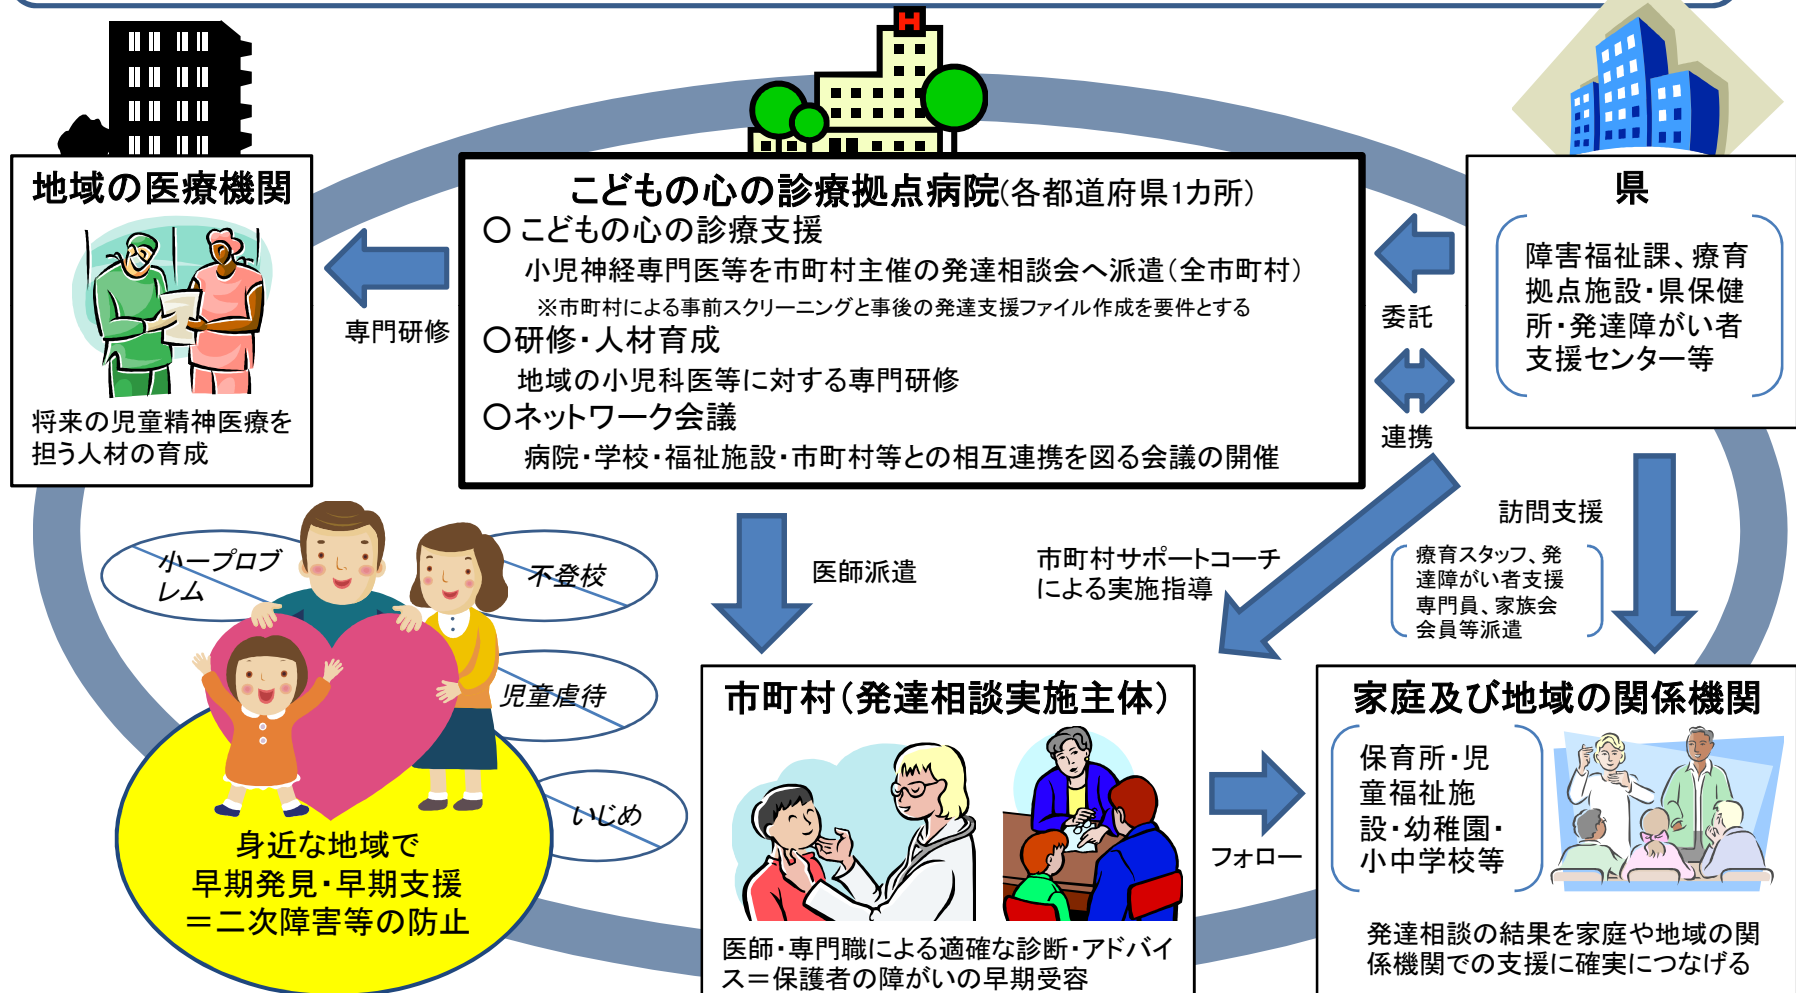 H
地域の医療機関
将来の児童精神医療を
担う人材の育成
専門研修
こどもの心の診療拠点病院(各都道府県1カ所)
○こどもの心の診療支援
小児神経専門医等を市町村主催の発達相談会へ派遣(全市町村)
※市町村による事前スクリーニングと事後の発達支援ファイル作成を要件とする
○研修・人材育成
地域の小児科医等に対する専門研修
○ネットワーク会議
病院・学校・福祉施設・市町村等との相互連携を図る会議の開催
委託
連携
県
障害福祉課、療育
拠点施設・県保健
所・発達障がい者
支援センター等
小一プロブ
レム
不登校
児童虐待
いじめ
身近な地域で
早期発見・早期支援
＝二次障害等の防止
医師派遣
市町村サポートコーチ
による実施指導
訪問支援
療育スタッフ、発
達障がい者支援
専門員、家族会
会員等派遣
市町村(発達相談実施主体)
医師・専門職による適確な診断・アドバイ
ス＝保護者の障がいの早期受容
フォロー
家庭及び地域の関係機関
保育所・児
童福祉施
設・幼稚園・
小中学校等
発達相談の結果を家庭や地域の関
係機関での支援に確実につなげる